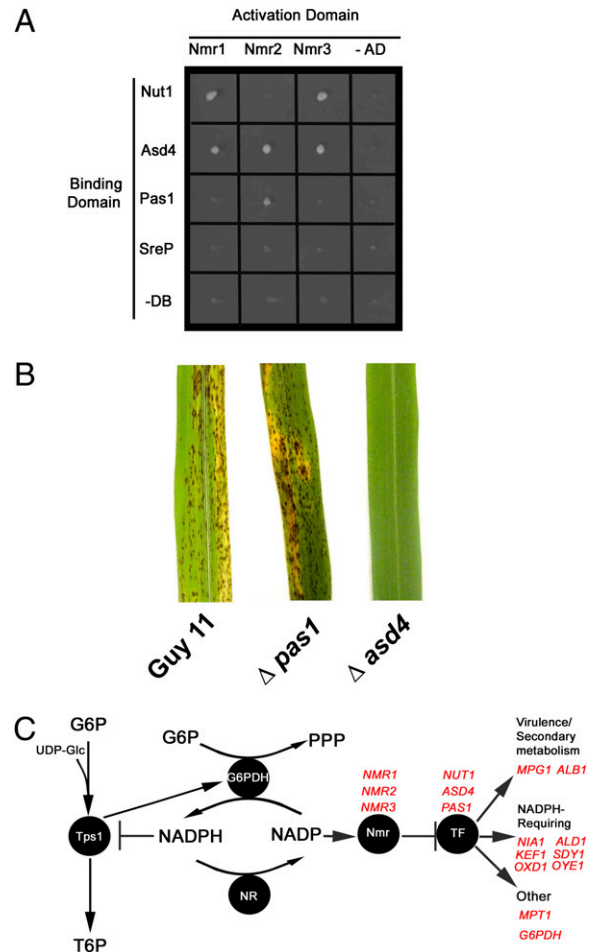 A
Activation Domain
Nmr1 Nmr2 Nmr3 - AD
Binding Domain
Nut1
Asd4
Pas1
SreP
-DB
B
Guy 11
Δ pas1
Δ asd4
C
G6P
UDP-Glc
Tps1
T6P
G6P
PPP
G6PDH
NADPH
NADP
NR
NMR1
NMR2
NMR3
Nmr
NUT1
ASD4
PAS1
TF
Virulence/
Secondary
metabolism
MPG1 ALB1
NADPH-
Requiring
NIA1 ALD1
KEF1 SDY1
OXD1 OYE1
Other
MPT1
G6PDH